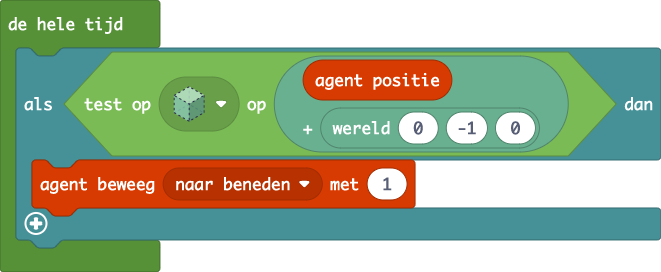 de hele tijd
als test op op agent positie + wereld 0 -1 0 dan
agent beweeg naar beneden met 1